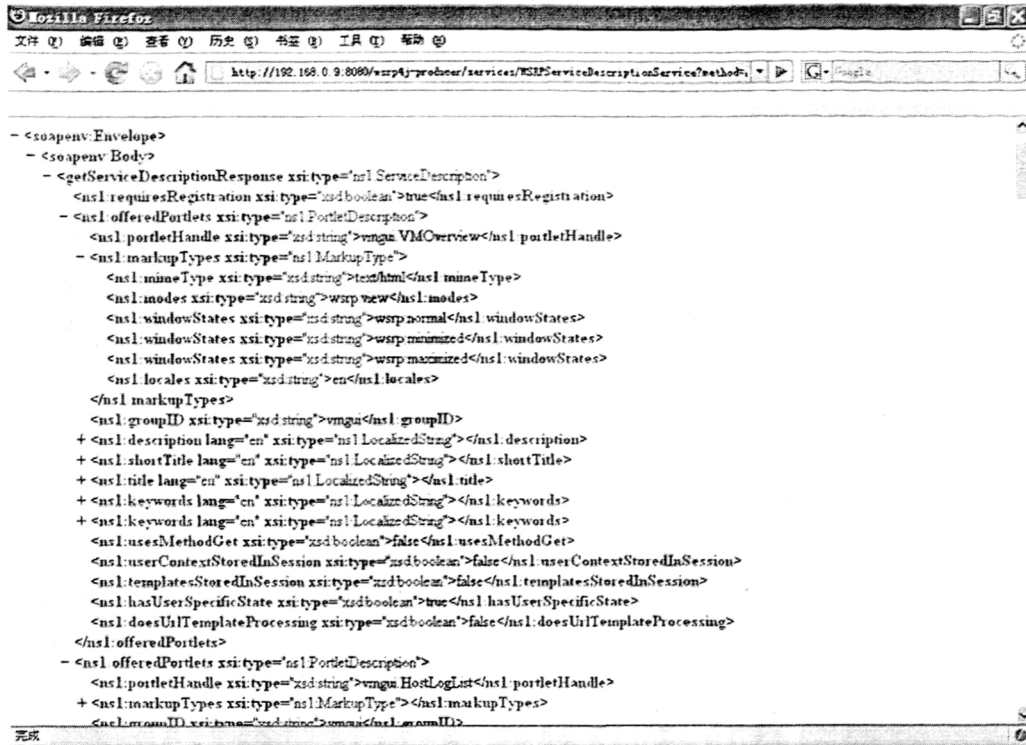 Mozilla Firefox
文件(F) 编辑(E) 查看(V) 历史(S) 书签(B) 工具(T) 帮助(H)
http://192.168.0.9:8080/wsrp4j-producer/services/WSRPServiceDescriptionService?method= G Google
- <soapenv:Envelope>
- <soapenv:Body>
- <getServiceDescriptionResponse xsi:type="ns1:ServiceDescription">
<ns1:requiresRegistration xsi:type="xsd:boolean">true</ns1:requiresRegistration>
- <ns1:offeredPortlets xsi:type="ns1:PortletDescription">
<ns1:portletHandle xsi:type="xsd:string">vmgui.VMOverview</ns1:portletHandle>
- <ns1:markupTypes xsi:type="ns1:MarkupType">
<ns1:mimeType xsi:type="xsd:string">text/html</ns1:mimeType>
<ns1:modes xsi:type="xsd:string">wsrp:view</ns1:modes>
<ns1:windowStates xsi:type="xsd:string">wsrp:normal</ns1:windowStates>
<ns1:windowStates xsi:type="xsd:string">wsrp:minimized</ns1:windowStates>
<ns1:windowStates xsi:type="xsd:string">wsrp:maximized</ns1:windowStates>
<ns1:locales xsi:type="xsd:string">en</ns1:locales>
</ns1:markupTypes>
<ns1:groupID xsi:type="xsd:string">vmgui</ns1:groupID>
+ <ns1:description lang="en" xsi:type="ns1:LocalizedString"></ns1:description>
+ <ns1:shortTitle lang="en" xsi:type="ns1:LocalizedString"></ns1:shortTitle>
+ <ns1:title lang="en" xsi:type="ns1:LocalizedString"></ns1:title>
+ <ns1:keywords lang="en" xsi:type="ns1:LocalizedString"></ns1:keywords>
+ <ns1:keywords lang="en" xsi:type="ns1:LocalizedString"></ns1:keywords>
<ns1:usesMethodGet xsi:type="xsd:boolean">false</ns1:usesMethodGet>
<ns1:userContextStoredInSession xsi:type="xsd:boolean">false</ns1:userContextStoredInSession>
<ns1:templatesStoredInSession xsi:type="xsd:boolean">false</ns1:templatesStoredInSession>
<ns1:hasUserSpecificState xsi:type="xsd:boolean">true</ns1:hasUserSpecificState>
<ns1:doesUrlTemplateProcessing xsi:type="xsd:boolean">false</ns1:doesUrlTemplateProcessing>
</ns1:offeredPortlets>
- <ns1:offeredPortlets xsi:type="ns1:PortletDescription">
<ns1:portletHandle xsi:type="xsd:string">vmgui.HostLogList</ns1:portletHandle>
+ <ns1:markupTypes xsi:type="ns1:MarkupType"></ns1:markupTypes>
<ns1:groupID xsi:type="xsd:string">vmgui</ns1:groupID>
完成